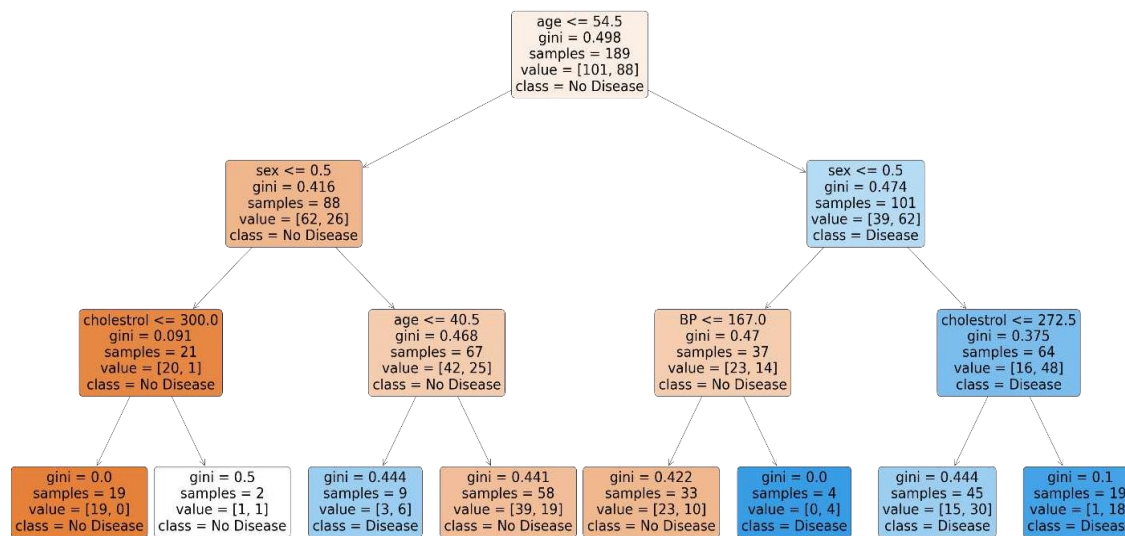 age <= 54.5
gini = 0.498
samples = 189
value = [101, 88]
class = No Disease
sex <= 0.5
gini = 0.416
samples = 88
value = [62, 26]
class = No Disease
sex <= 0.5
gini = 0.474
samples = 101
value = [39, 62]
class = Disease
cholestrol <= 300.0
gini = 0.091
samples = 21
value = [20, 1]
class = No Disease
age <= 40.5
gini = 0.468
samples = 67
value = [42, 25]
class = No Disease
BP <= 167.0
gini = 0.47
samples = 37
value = [23, 14]
class = No Disease
cholestrol <= 272.5
gini = 0.375
samples = 64
value = [16, 48]
class = Disease
gini = 0.0
samples = 19
value = [19, 0]
class = No Disease
gini = 0.5
samples = 2
value = [1, 1]
class = No Disease
gini = 0.444
samples = 9
value = [3, 6]
class = Disease
gini = 0.441
samples = 58
value = [39, 19]
class = No Disease
gini = 0.422
samples = 33
value = [23, 10]
class = No Disease
gini = 0.0
samples = 4
value = [0, 4]
class = Disease
gini = 0.444
samples = 45
value = [15, 30]
class = Disease
gini = 0.1
samples = 19
value = [1, 18]
class = Disease